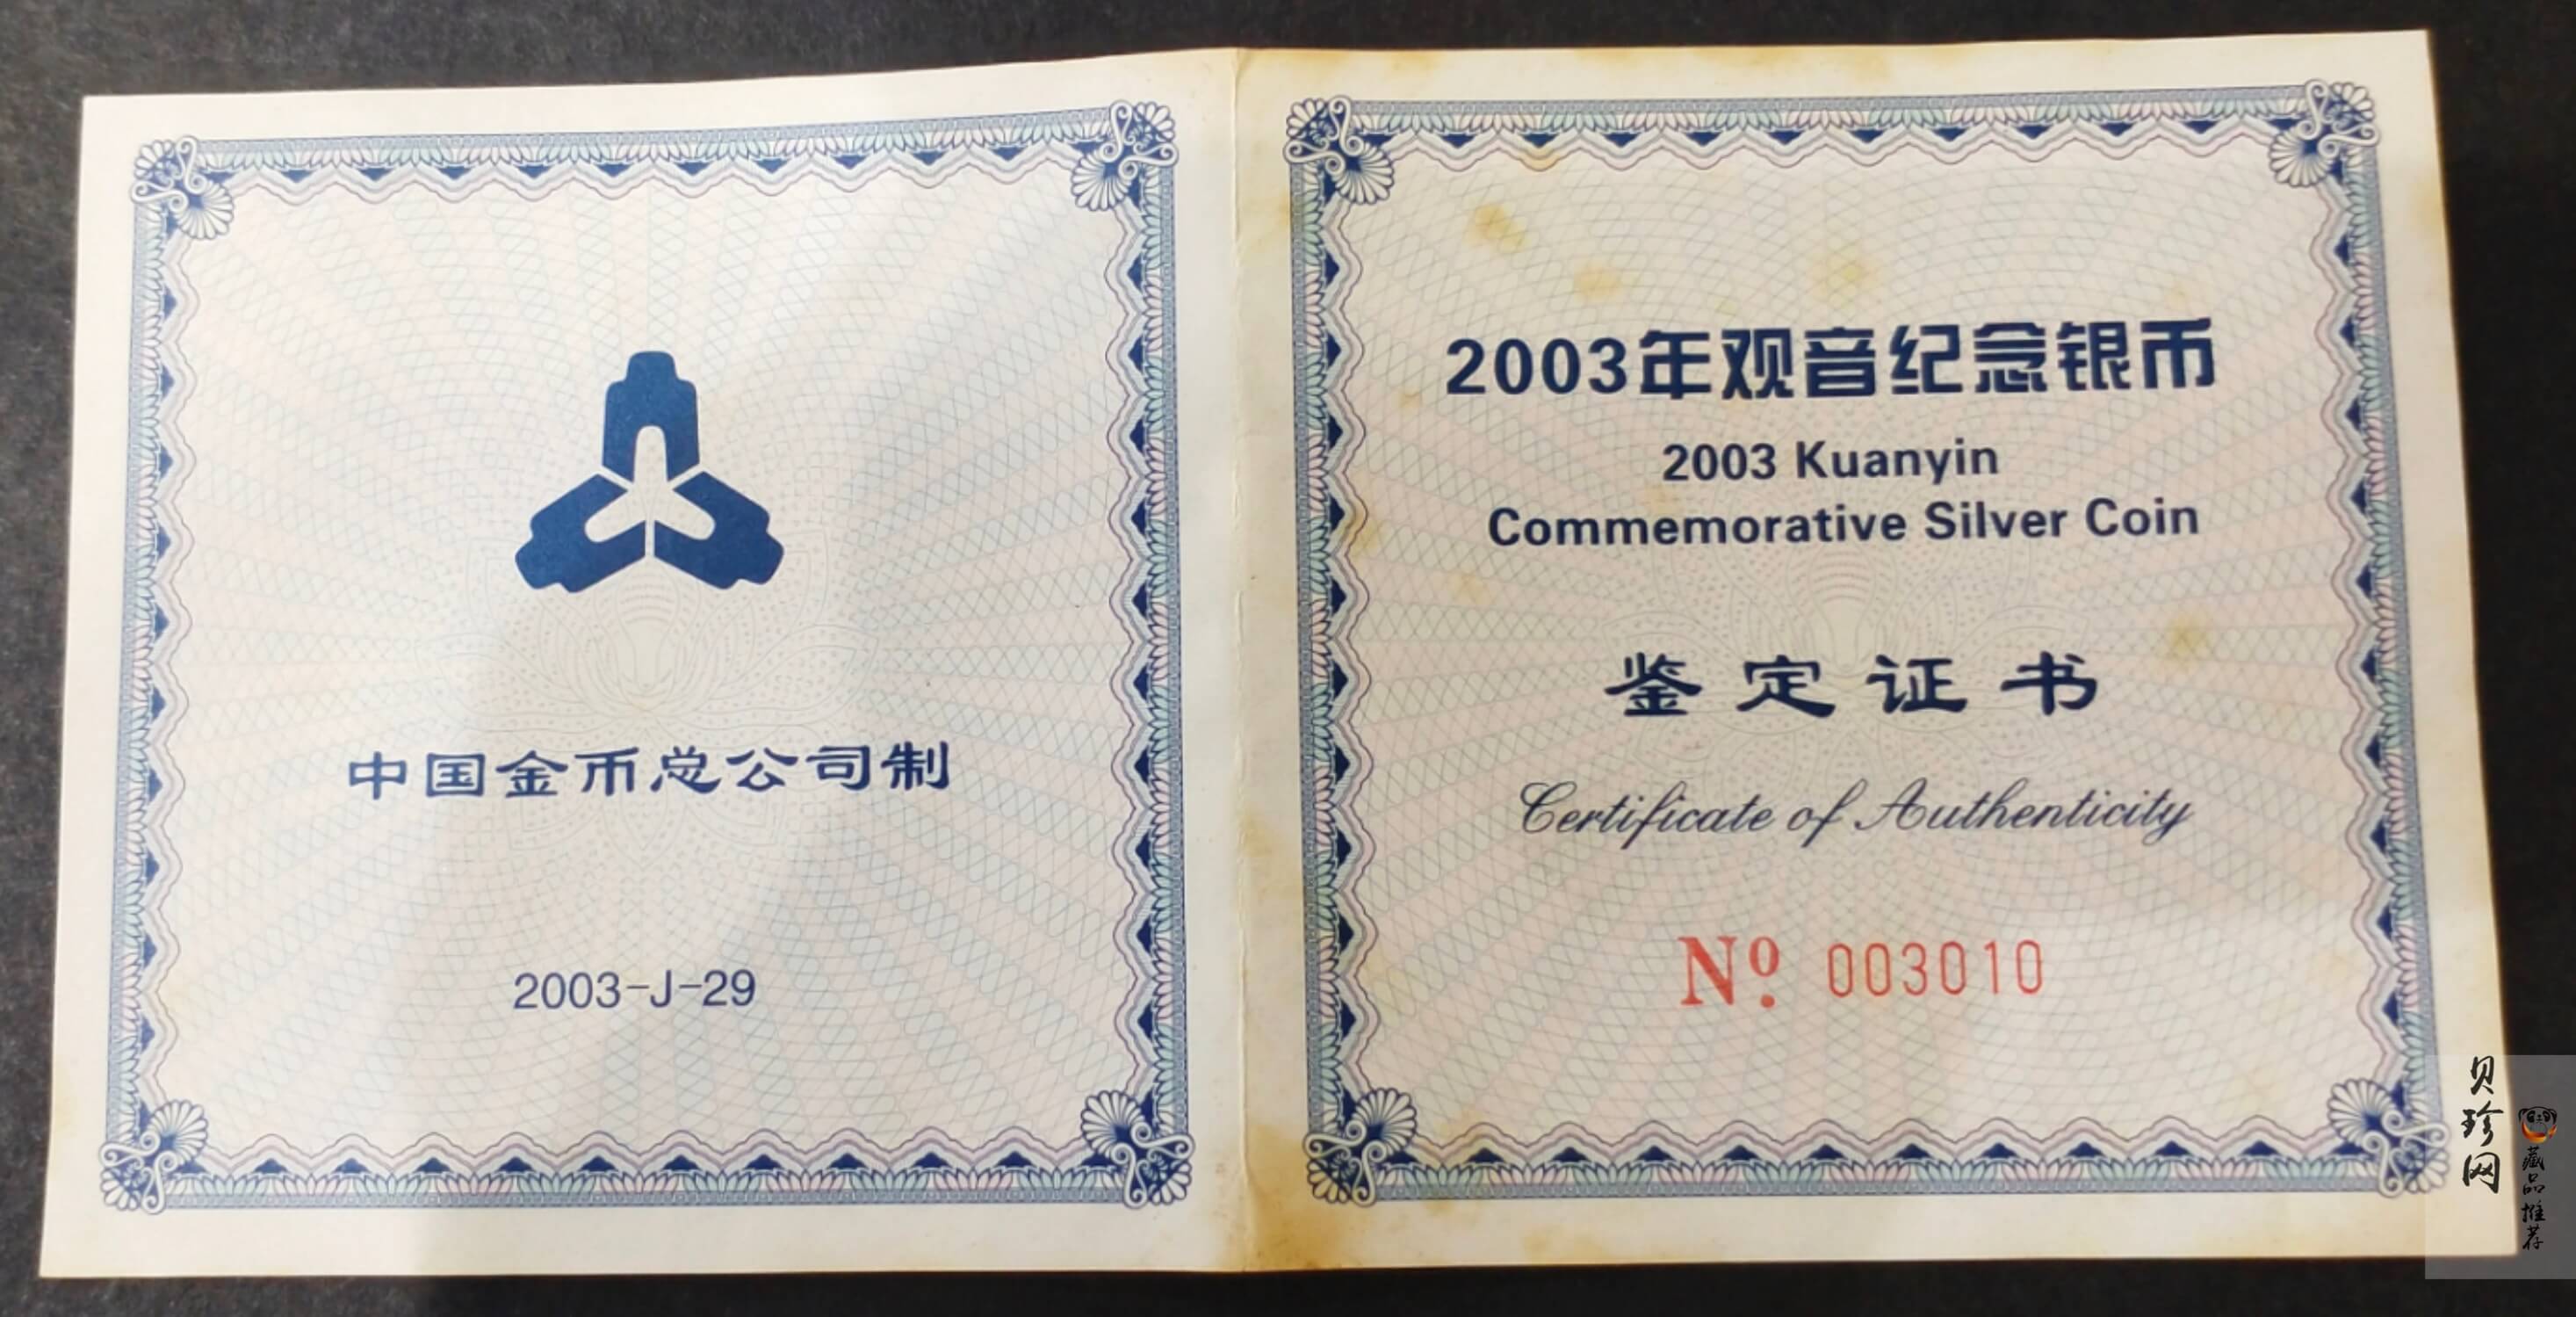 中国金币总公司制
2003-J-29
2003年观音纪念银币
2003 Kuanyin
Commemorative Silver Coin
鉴定证书
Certificate of Authenticity
Nº 003010
贝珍网
藏品推荐